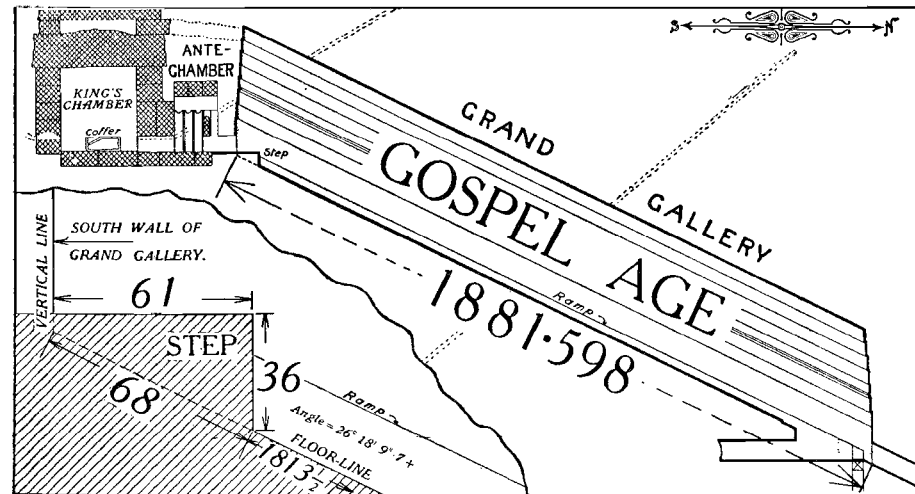 S N
ANTE-
CHAMBER
KING'S
CHAMBER
Coffer
Step
GRAND
GALLERY
GOSPEL AGE
Ramp
1881·598
VERTICAL LINE
SOUTH WALL OF
GRAND GALLERY.
61
STEP
36
68
Ramp
Angle = 26° 18′ 9″ 7 +
FLOOR-LINE
1813½